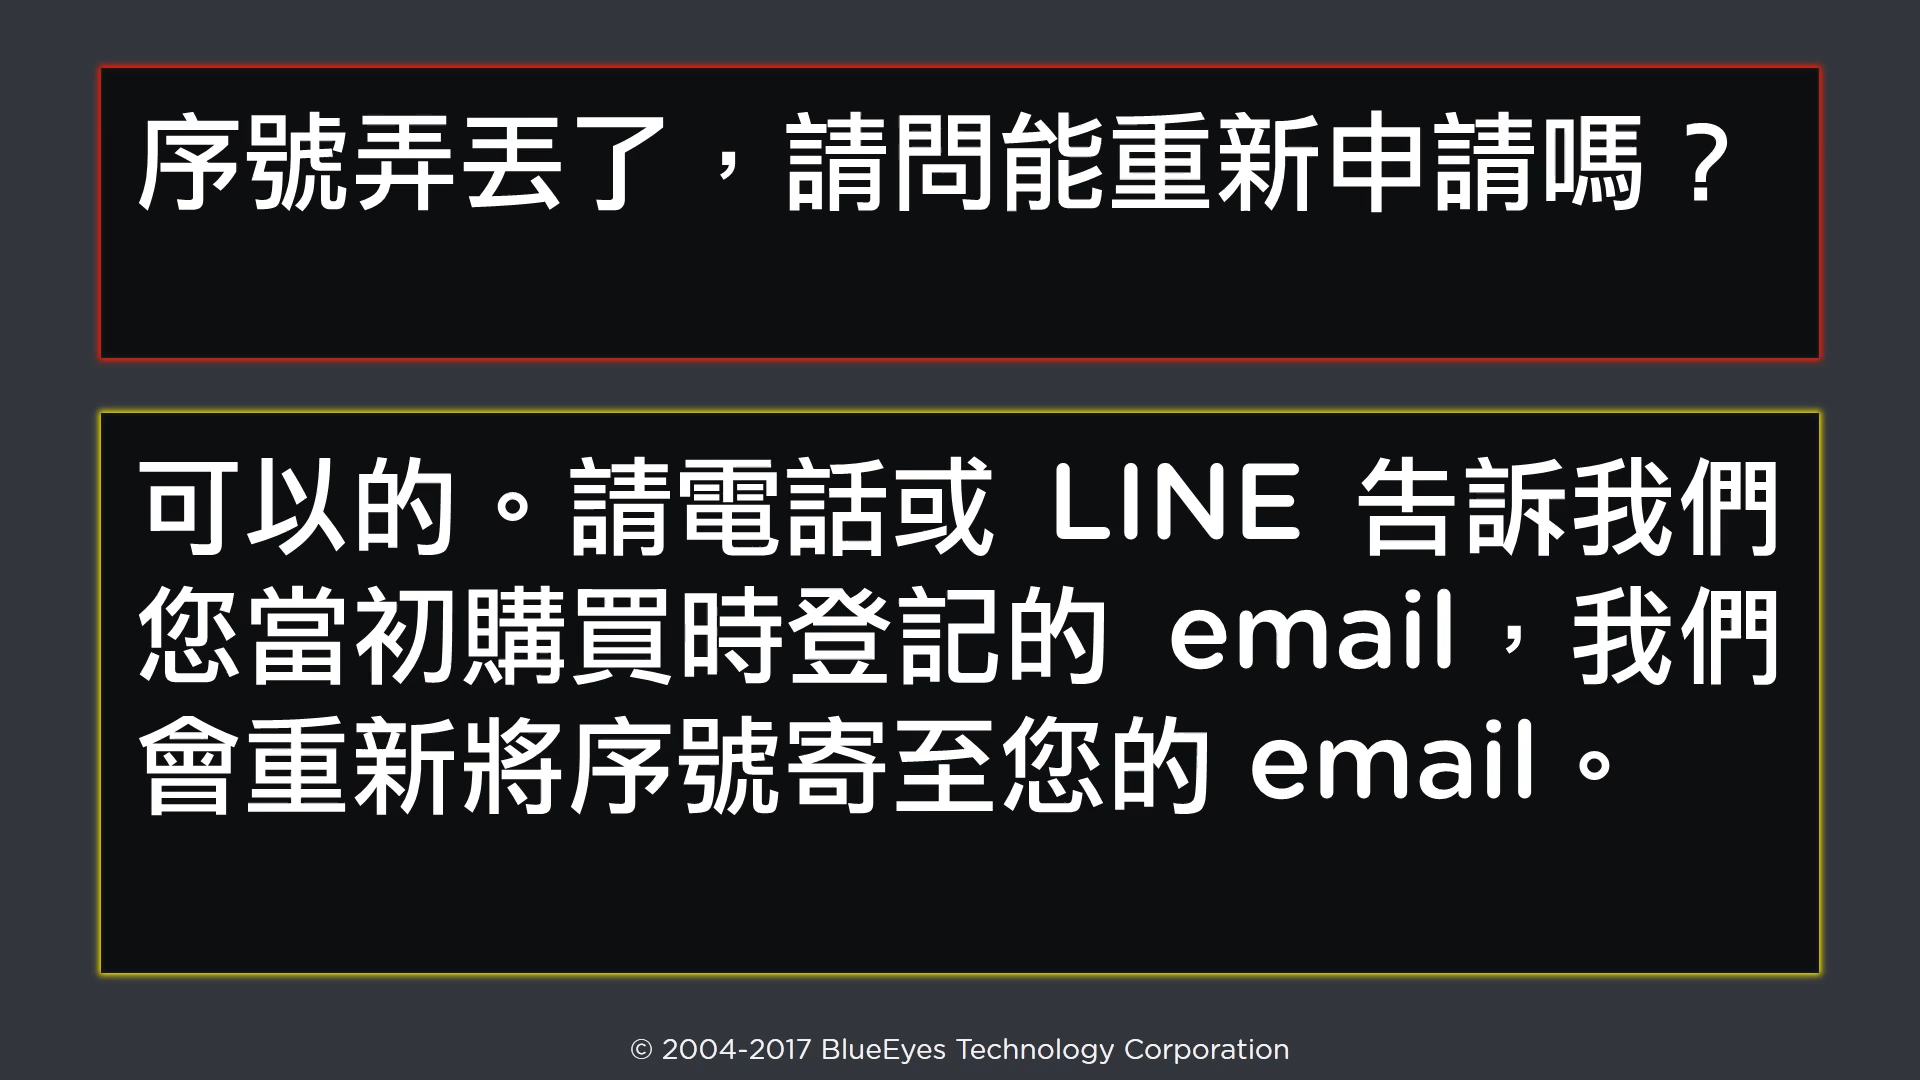 序號弄丟了，請問能重新申請嗎？
可以的。請電話或 LINE 告訴我們
您當初購買時登記的 email，我們
會重新將序號寄至您的 email。
© 2004-2017 BlueEyes Technology Corporation